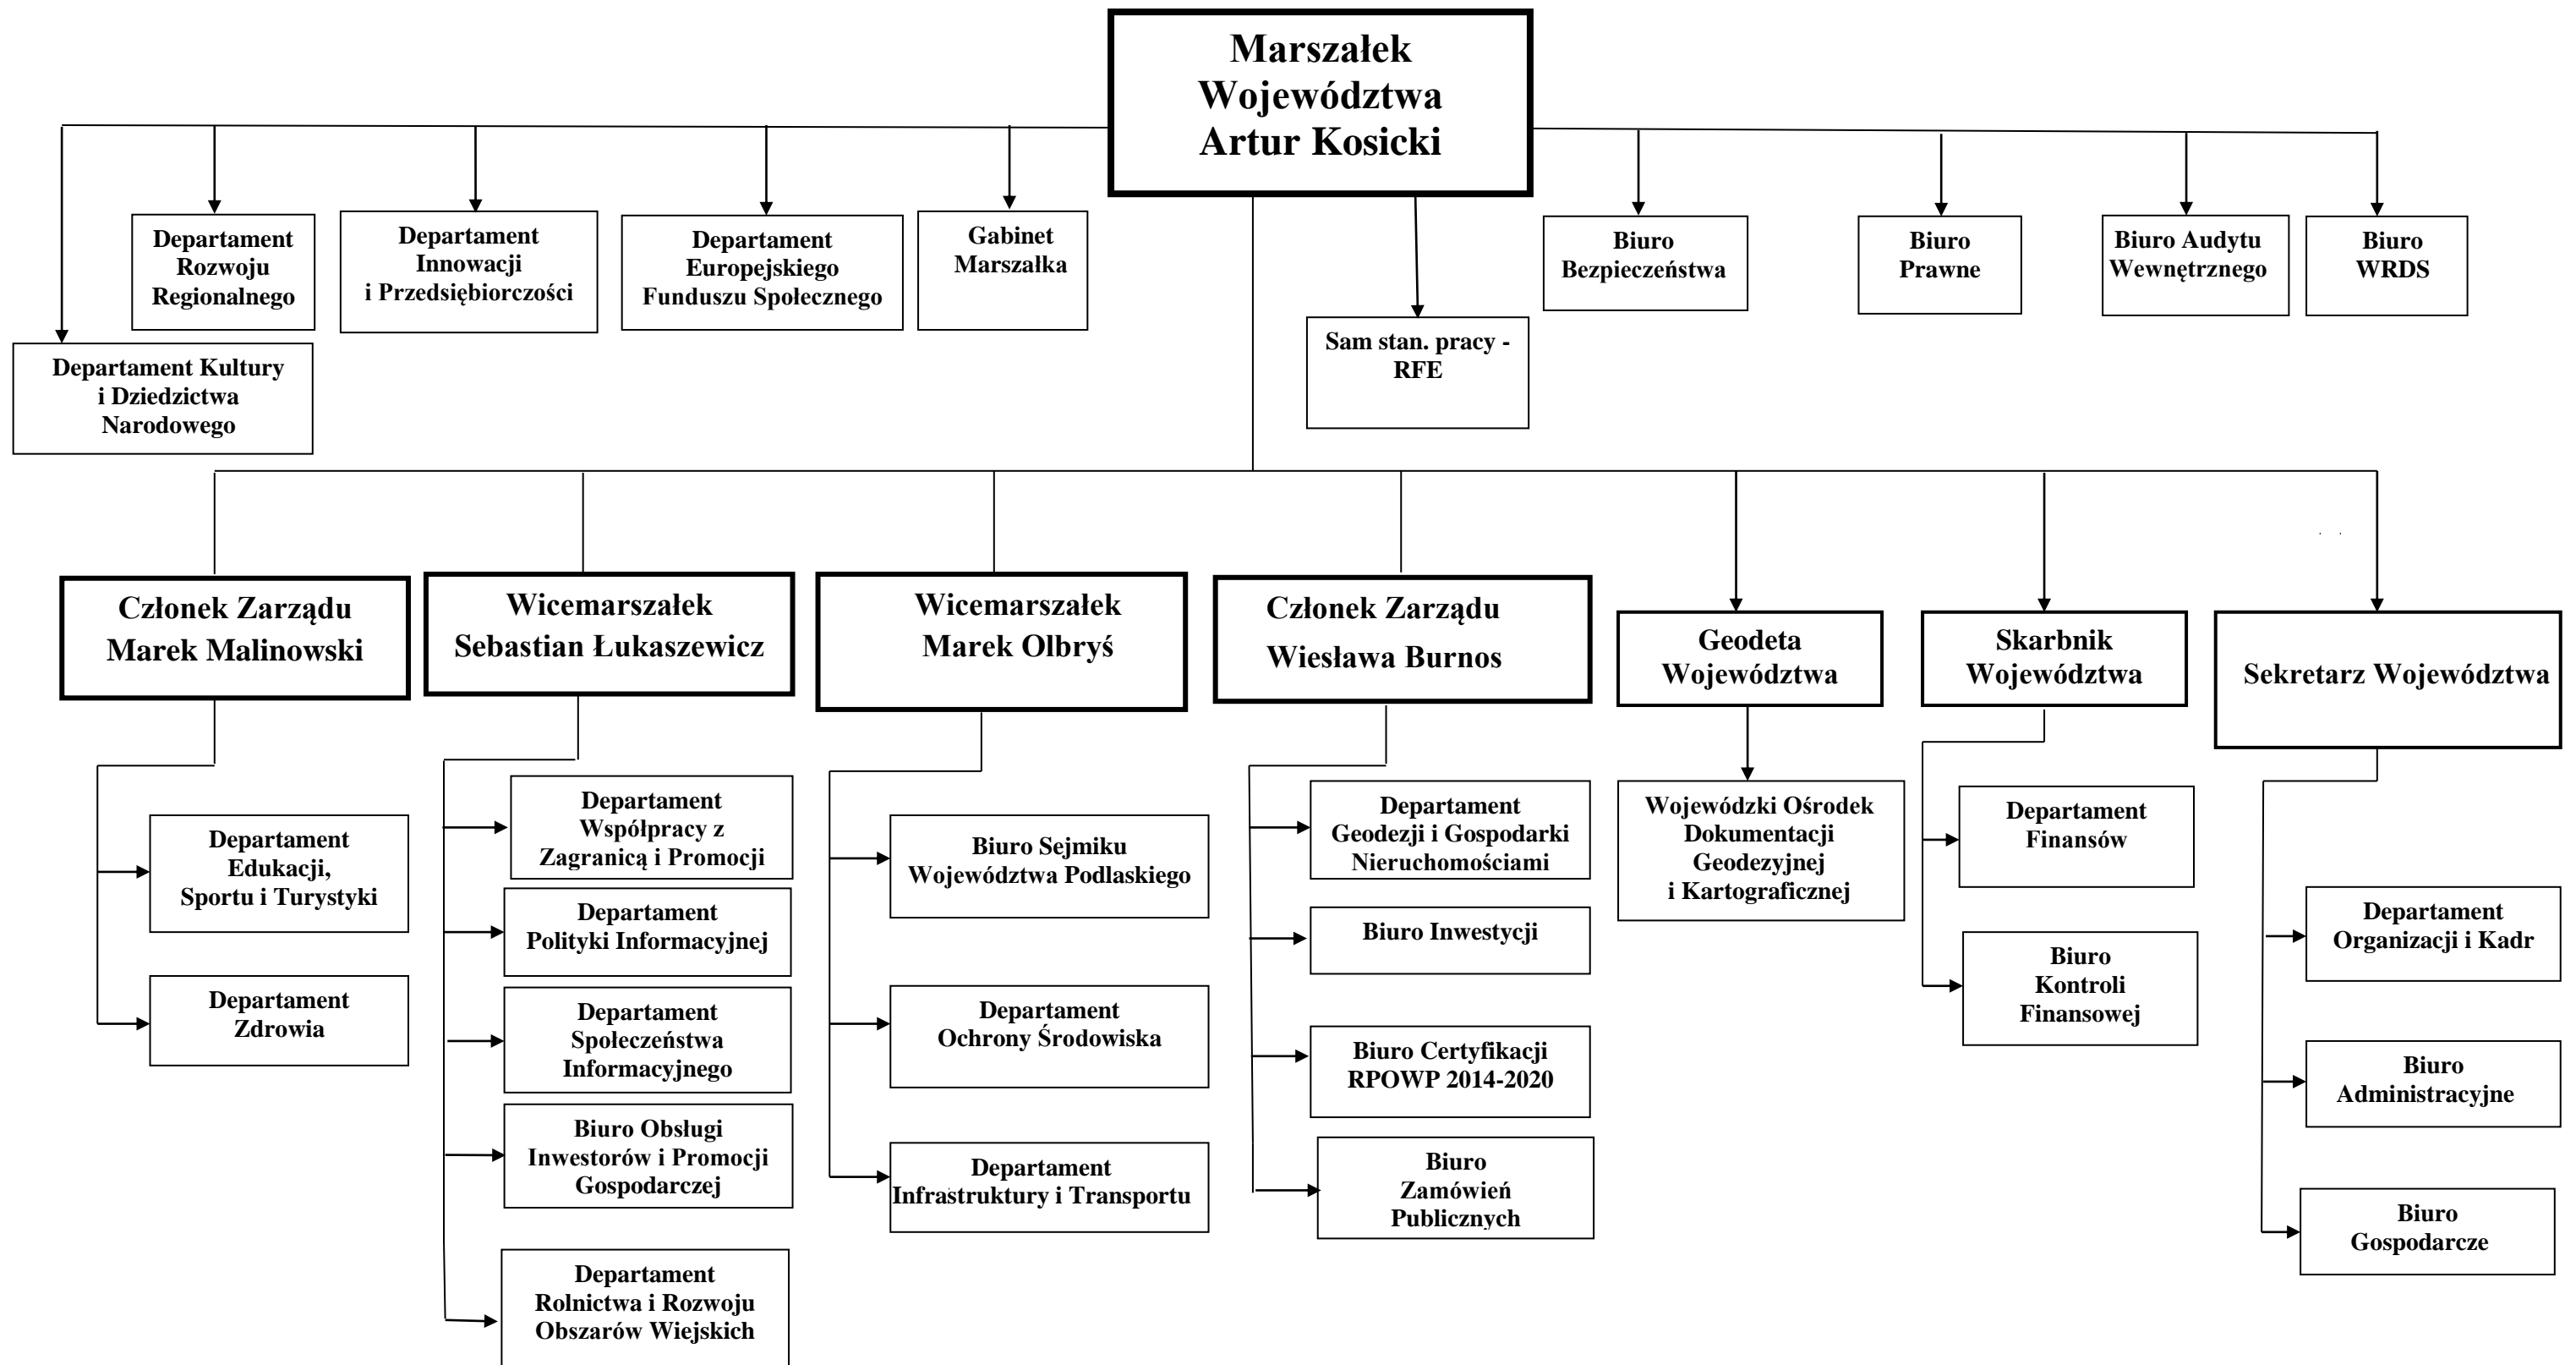 Marszałek
Województwa
Artur Kosicki
Departament
Rozwoju
Regionalnego
Departament
Innowacji
i Przedsiębiorczości
Departament
Europejskiego
Funduszu Społecznego
Gabinet
Marszałka
Biuro
Bezpieczeństwa
Biuro
Prawne
Biuro Audytu
Wewnętrznego
Biuro
WRDS
Sam stan. pracy -
RFE
Departament Kultury
i Dziedzictwa
Narodowego
Członek Zarządu
Marek Malinowski
Wicemarszałek
Sebastian Łukaszewicz
Wicemarszałek
Marek Olbryś
Członek Zarządu
Wiesława Burnos
Geodeta
Województwa
Skarbnik
Województwa
Sekretarz Województwa
Departament
Edukacji,
Sportu i Turystyki
Departament
Zdrowia
Departament
Współpracy z
Zagranicą i Promocji
Departament
Polityki Informacyjnej
Departament
Społeczeństwa
Informacyjnego
Biuro Obsługi
Inwestorów i Promocji
Gospodarczej
Departament
Rolnictwa i Rozwoju
Obszarów Wiejskich
Biuro Sejmiku
Województwa Podlaskiego
Departament
Ochrony Środowiska
Departament
Infrastruktury i Transportu
Departament
Geodezji i Gospodarki
Nieruchomościami
Biuro Inwestycji
Biuro Certyfikacji
RPOWP 2014-2020
Biuro
Zamówień
Publicznych
Wojewódzki Ośrodek
Dokumentacji
Geodezyjnej
i Kartograficznej
Departament
Finansów
Biuro
Kontroli
Finansowej
Departament
Organizacji i Kadr
Biuro
Administracyjne
Biuro
Gospodarcze